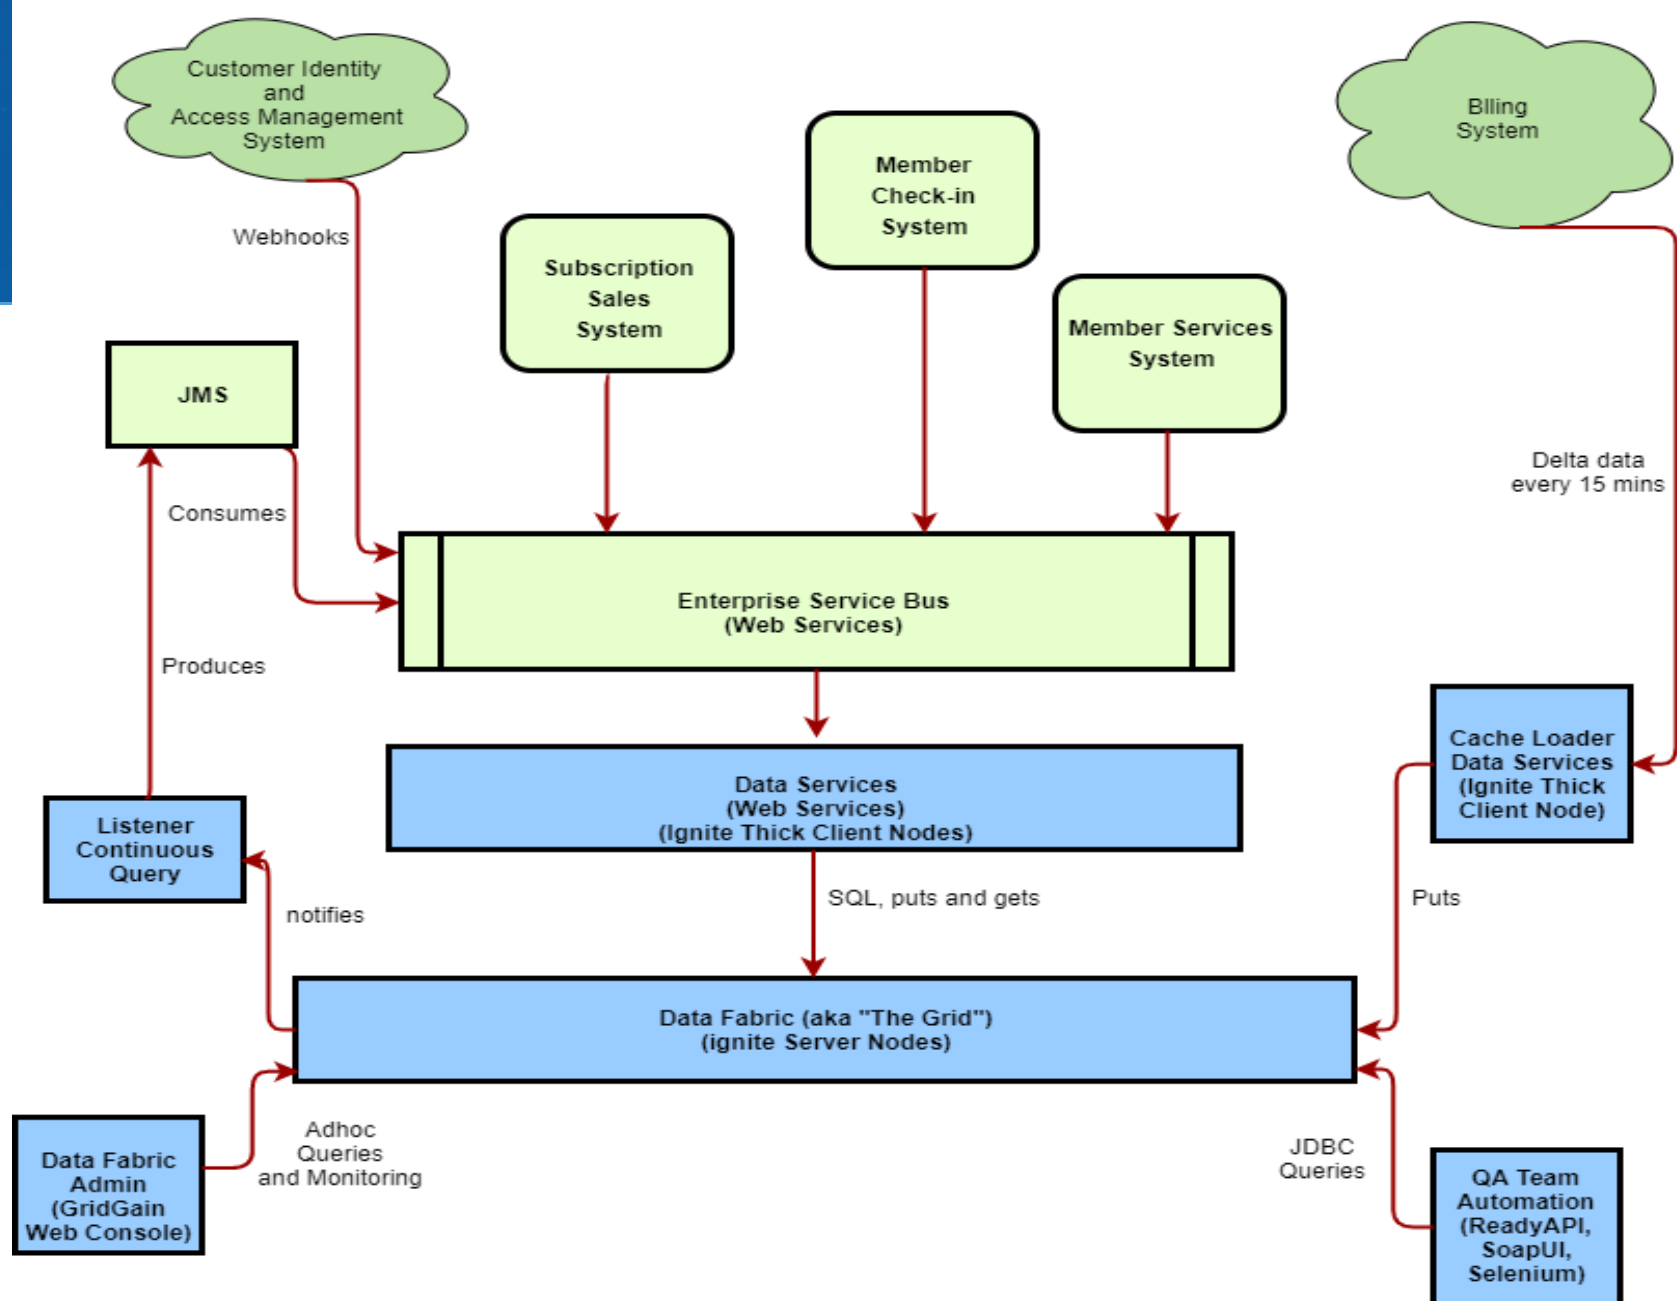 Customer Identity
and
Access Management
System
BIling
System
Member
Check-in
System
Webhooks
Subscription
Sales
System
Member Services
System
JMS
Delta data
every 15 mins
Consumes
Enterprise Service Bus
(Web Services)
Produces
Cache Loader
Data Services
(Ignite Thick
Client Node)
Data Services
(Web Services)
(Ignite Thick Client Nodes)
Listener
Continuous
Query
SQL, puts and gets
Puts
notifies
Data Fabric (aka "The Grid")
(ignite Server Nodes)
Adhoc
Queries
and Monitoring
JDBC
Queries
Data Fabric
Admin
(GridGain
Web Console)
QA Team
Automation
(ReadyAPI,
SoapUI,
Selenium)